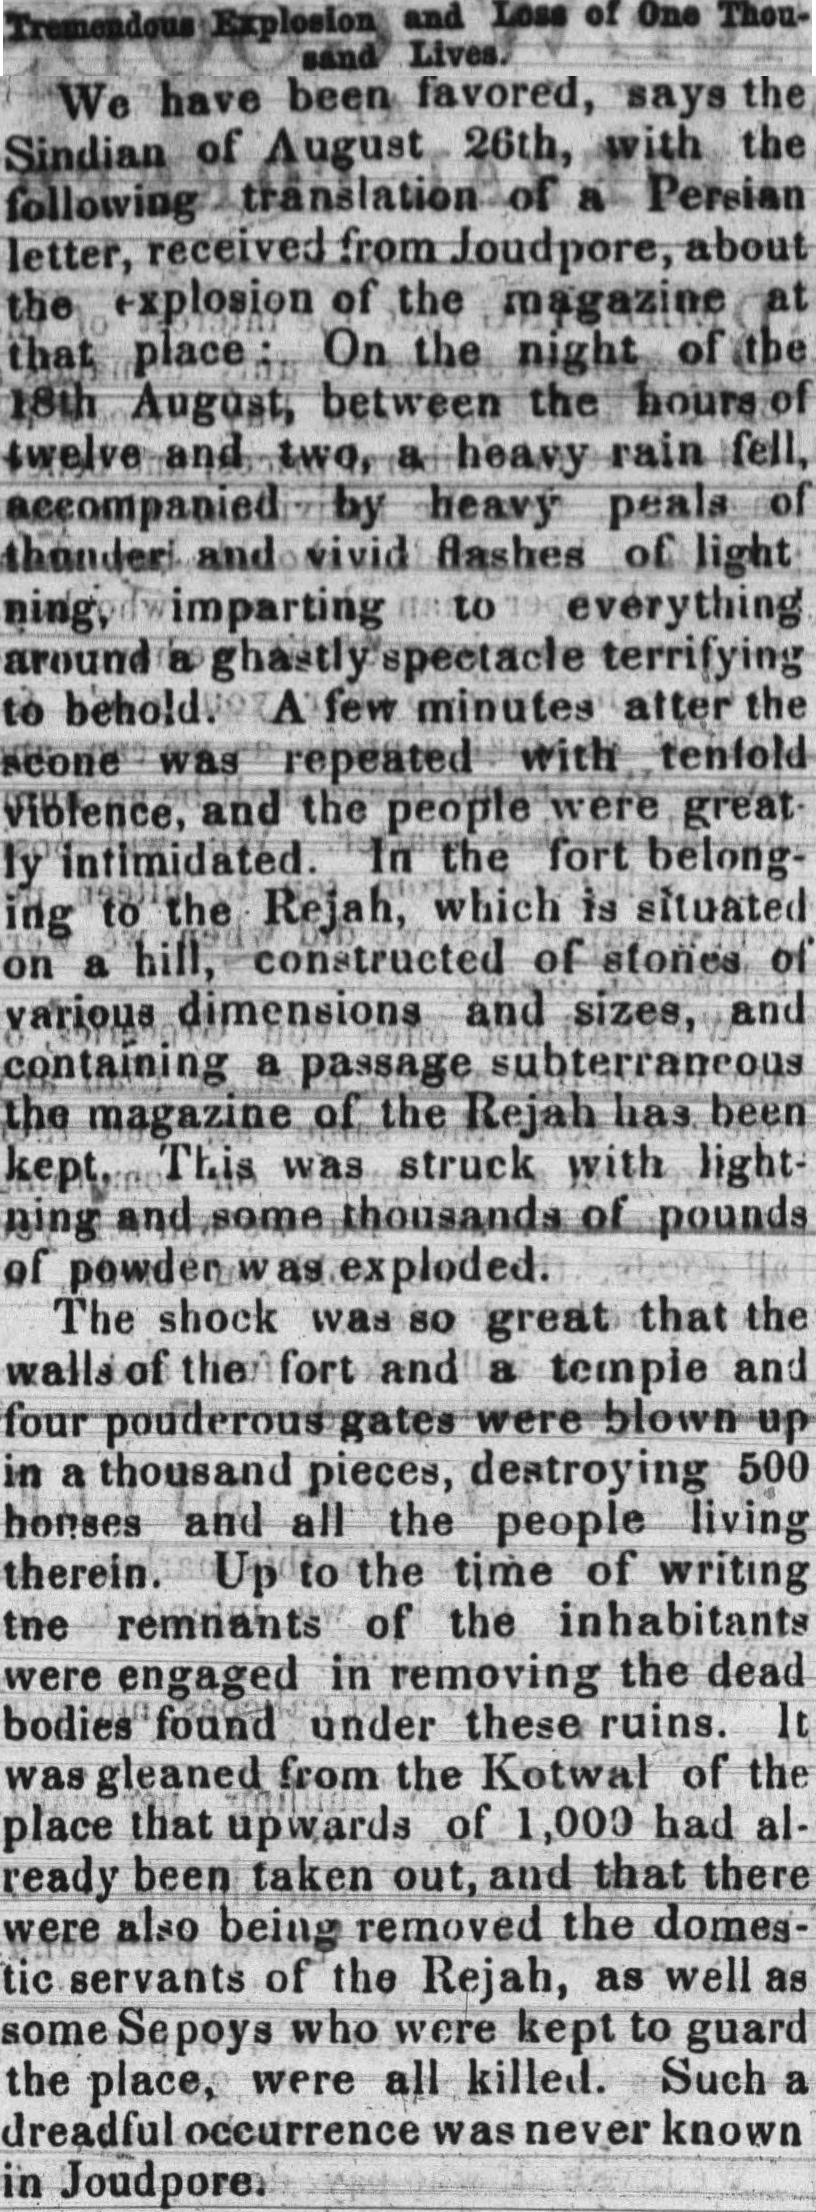 Tremendous Explosion and Loss of One Thou-
sand Lives.
We have been favored, says the
Sindian of August 26th, with the
following translation of a Persian
letter, received from Joudpore, about
the explosion of the magazine at
that place: On the night of the
18th August, between the hours of
twelve and two, a heavy rain fell,
accompanied by heavy peals of
thunder and vivid flashes of light-
ning, imparting to everything
around a ghastly spectacle terrifying
to behold. A few minutes atter the
scone was repeated with tenfold
violence, and the people were great-
ly intimidated. In the fort belong-
ing to the Rejah, which is situated
on a hill, constructed of stones of
various dimensions and sizes, and
containing a passage subterraneous
the magazine of the Rejah has been
kept. This was struck with light-
ning and some thousands of pounds
of powder was exploded.
The shock was so great that the
walls of the fort and a temple and
four pouderous gates were blown up
in a thousand pieces, destroying 500
houses and all the people living
therein. Up to the time of writing
tne remnants of the inhabitants
were engaged in removing the dead
bodies found under these ruins. It
was gleaned from the Kotwal of the
place that upwards of 1,000 had al-
ready been taken out, and that there
were also being removed the domes-
tic servants of the Rejah, as well as
some Sepoys who were kept to guard
the place, were all killed. Such a
dreadful occurrence was never known
in Joudpore.